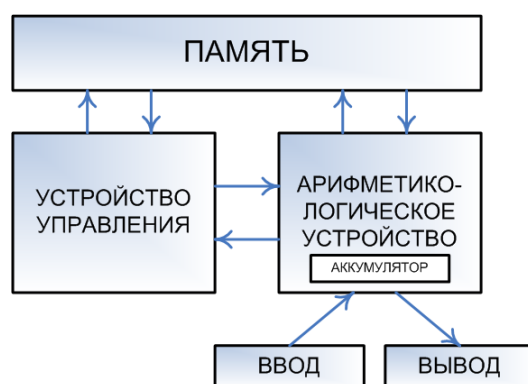 ПАМЯТЬ
УСТРОЙСТВО
УПРАВЛЕНИЯ
АРИФМЕТИКО-
ЛОГИЧЕСКОЕ
УСТРОЙСТВО
АККУМУЛЯТОР
ВВОД
ВЫВОД